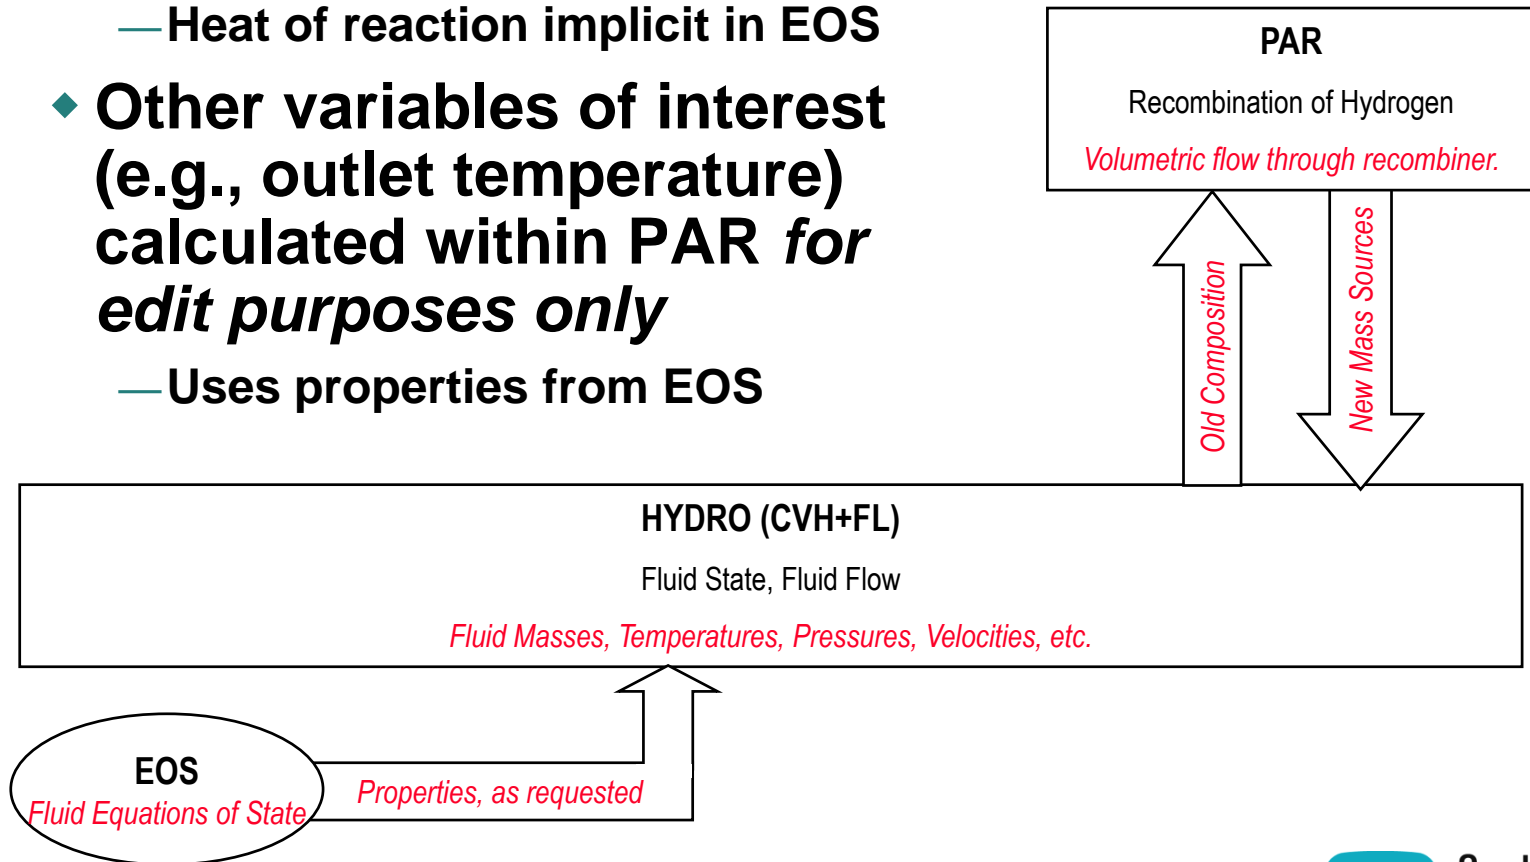 —Heat of reaction implicit in EOS
Other variables of interest
(e.g., outlet temperature)
calculated within PAR for
edit purposes only
—Uses properties from EOS
PAR
Recombination of Hydrogen
Volumetric flow through recombiner.
Old Composition
New Mass Sources
HYDRO (CVH+FL)
Fluid State, Fluid Flow
Fluid Masses, Temperatures, Pressures, Velocities, etc.
EOS
Fluid Equations of State
Properties, as requested